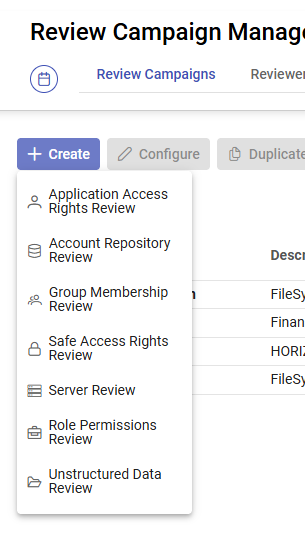 Review Campaign Manag
Review Campaigns Reviewer
Create Configure Duplicate
Application Access
Rights Review
Account Repository
Review
Descr
Group Membership
Review
n FileSy
Finan
Safe Access Rights
Review
HORIZ
FileSy
Server Review
Role Permissions
Review
Unstructured Data
Review